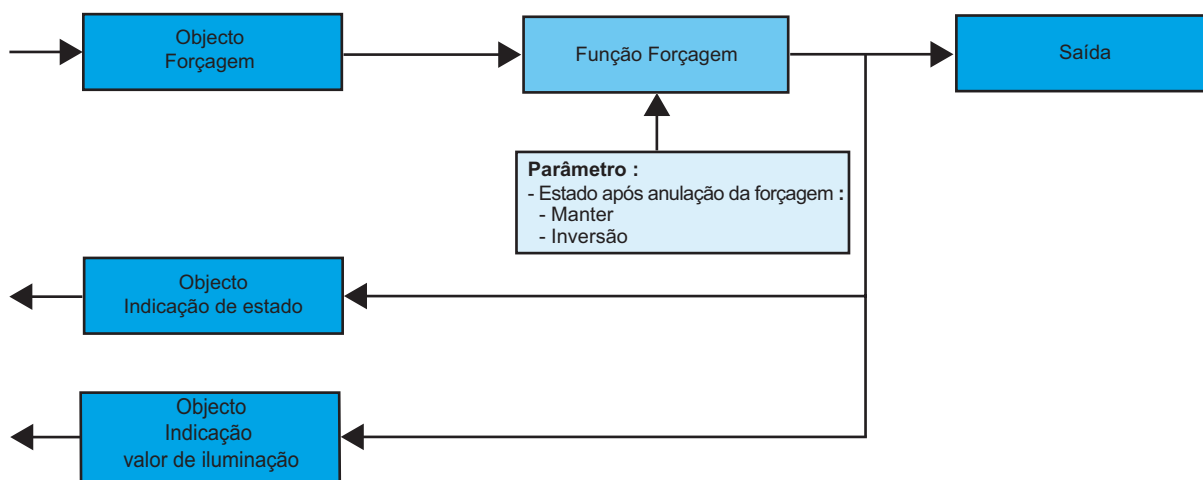 Objecto
Forçagem
Função Forçagem
Saída
Parâmetro :
- Estado após anulação da forçagem :
- Manter
- Inversão
Objecto
Indicação de estado
Objecto
Indicação
valor de iluminação